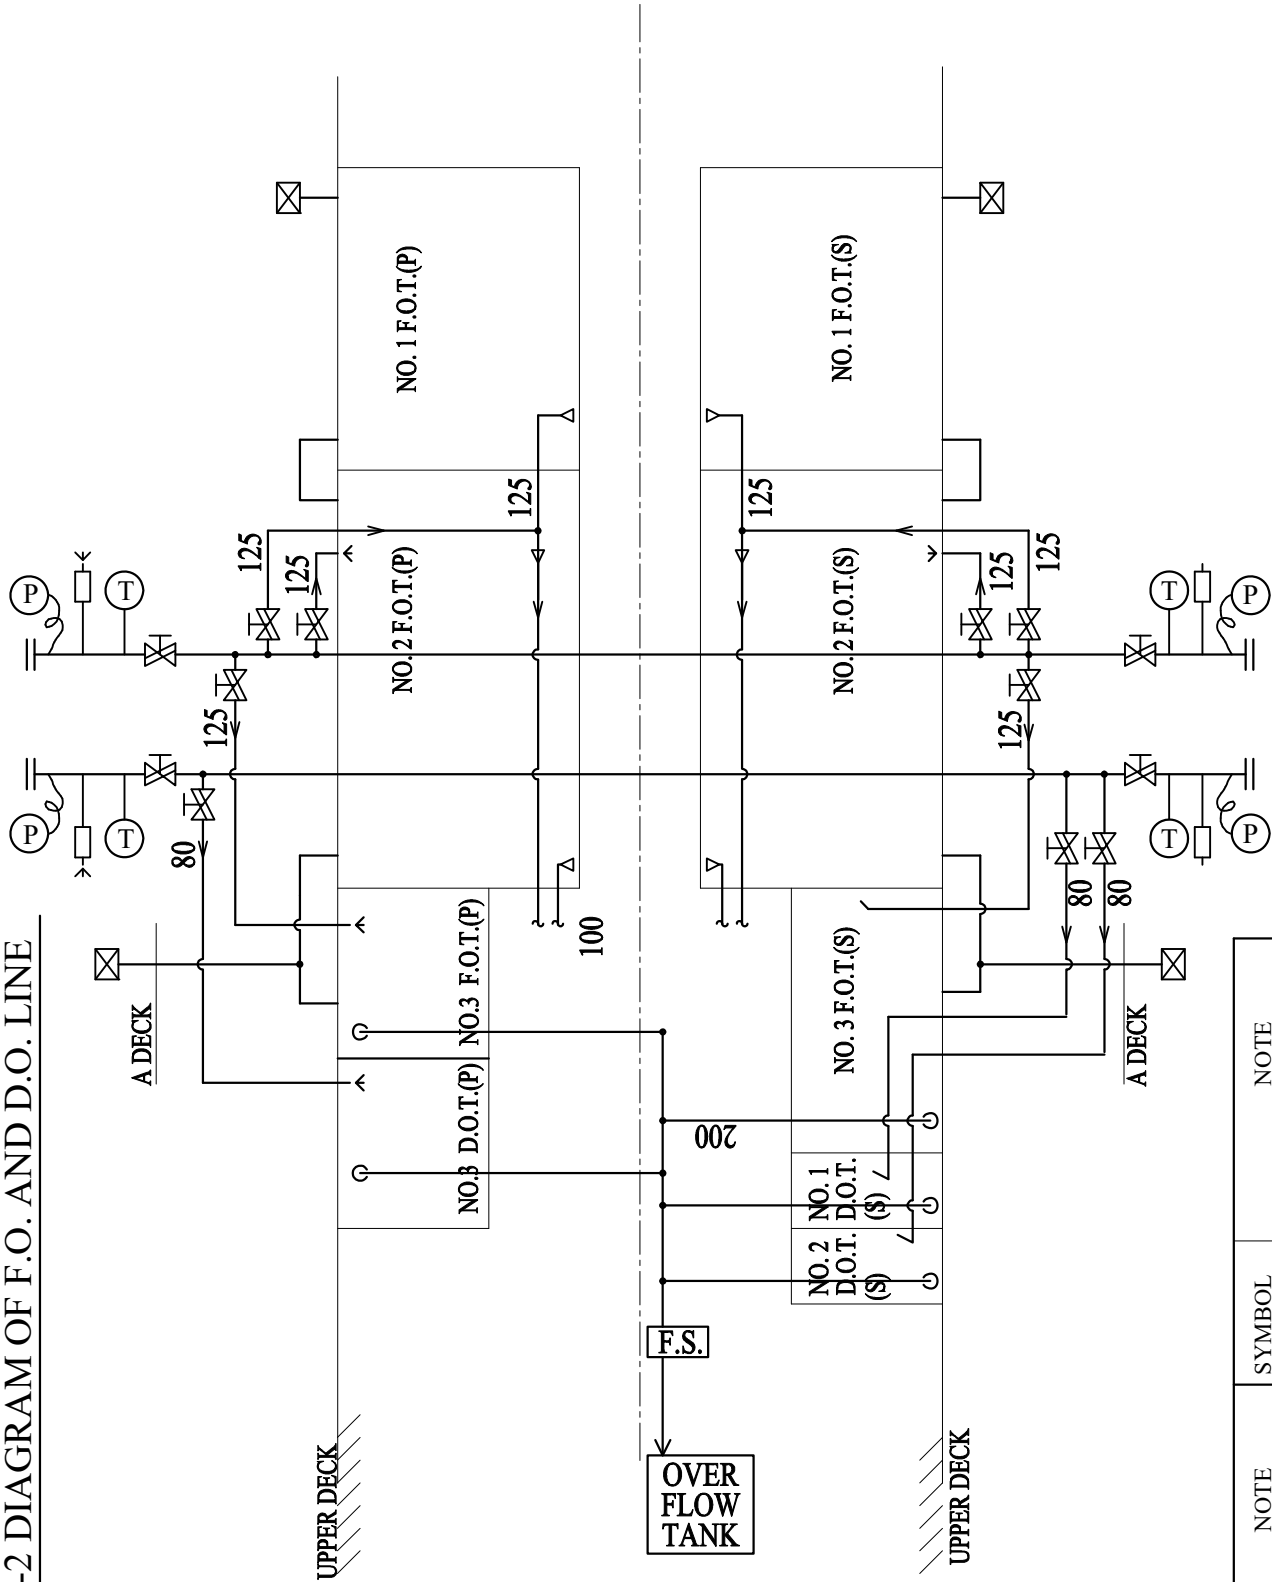 -2 DIAGRAM OF F.O. AND D.O. LINE
P
T
P
T
125
125
125
80
A DECK
UPPER DECK
NO. 1 F.O.T.(P)
NO. 2 F.O.T.(P)
NO.3 F.O.T.(P)
NO.3 D.O.T.(P)
125
100
200
F.S.
OVER
FLOW
TANK
125
NO. 1 F.O.T.(S)
NO. 2 F.O.T.(S)
NO. 3 F.O.T.(S)
NO. 1
D.O.T.
(S)
NO. 2
D.O.T.
(S)
125
125
125
80
80
A DECK
UPPER DECK
T
P
T
P
NOTE
SYMBOL
NOTE